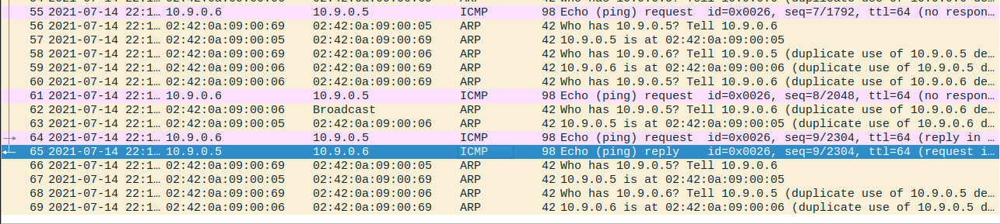 55 2021-07-14 22:1… 10.9.0.6 10.9.0.5 ICMP 98 Echo (ping) request id=0x0026, seq=7/1792, ttl=64 (no respon…
56 2021-07-14 22:1… 02:42:0a:09:00:69 02:42:0a:09:00:05 ARP 42 Who has 10.9.0.5? Tell 10.9.0.6
57 2021-07-14 22:1… 02:42:0a:09:00:05 02:42:0a:09:00:69 ARP 42 10.9.0.5 is at 02:42:0a:09:00:05
58 2021-07-14 22:1… 02:42:0a:09:00:69 02:42:0a:09:00:06 ARP 42 Who has 10.9.0.6? Tell 10.9.0.5 (duplicate use of 10.9.0.5 de…
59 2021-07-14 22:1… 02:42:0a:09:00:06 02:42:0a:09:00:69 ARP 42 10.9.0.6 is at 02:42:0a:09:00:06 (duplicate use of 10.9.0.5 d…
60 2021-07-14 22:1… 02:42:0a:09:00:06 02:42:0a:09:00:69 ARP 42 Who has 10.9.0.5? Tell 10.9.0.6 (duplicate use of 10.9.0.6 de…
61 2021-07-14 22:1… 10.9.0.6 10.9.0.5 ICMP 98 Echo (ping) request id=0x0026, seq=8/2048, ttl=64 (no respon…
62 2021-07-14 22:1… 02:42:0a:09:00:06 Broadcast ARP 42 Who has 10.9.0.5? Tell 10.9.0.6 (duplicate use of 10.9.0.6 de…
63 2021-07-14 22:1… 02:42:0a:09:00:05 02:42:0a:09:00:06 ARP 42 10.9.0.5 is at 02:42:0a:09:00:05 (duplicate use of 10.9.0.6 d…
64 2021-07-14 22:1… 10.9.0.6 10.9.0.5 ICMP 98 Echo (ping) request id=0x0026, seq=9/2304, ttl=64 (reply in …
65 2021-07-14 22:1… 10.9.0.5 10.9.0.6 ICMP 98 Echo (ping) reply id=0x0026, seq=9/2304, ttl=64 (request i…
66 2021-07-14 22:1… 02:42:0a:09:00:69 02:42:0a:09:00:05 ARP 42 Who has 10.9.0.5? Tell 10.9.0.6
67 2021-07-14 22:1… 02:42:0a:09:00:05 02:42:0a:09:00:69 ARP 42 10.9.0.5 is at 02:42:0a:09:00:05
68 2021-07-14 22:1… 02:42:0a:09:00:69 02:42:0a:09:00:06 ARP 42 Who has 10.9.0.6? Tell 10.9.0.5 (duplicate use of 10.9.0.5 de…
69 2021-07-14 22:1… 02:42:0a:09:00:06 02:42:0a:09:00:69 ARP 42 10.9.0.6 is at 02:42:0a:09:00:06 (duplicate use of 10.9.0.5 d…